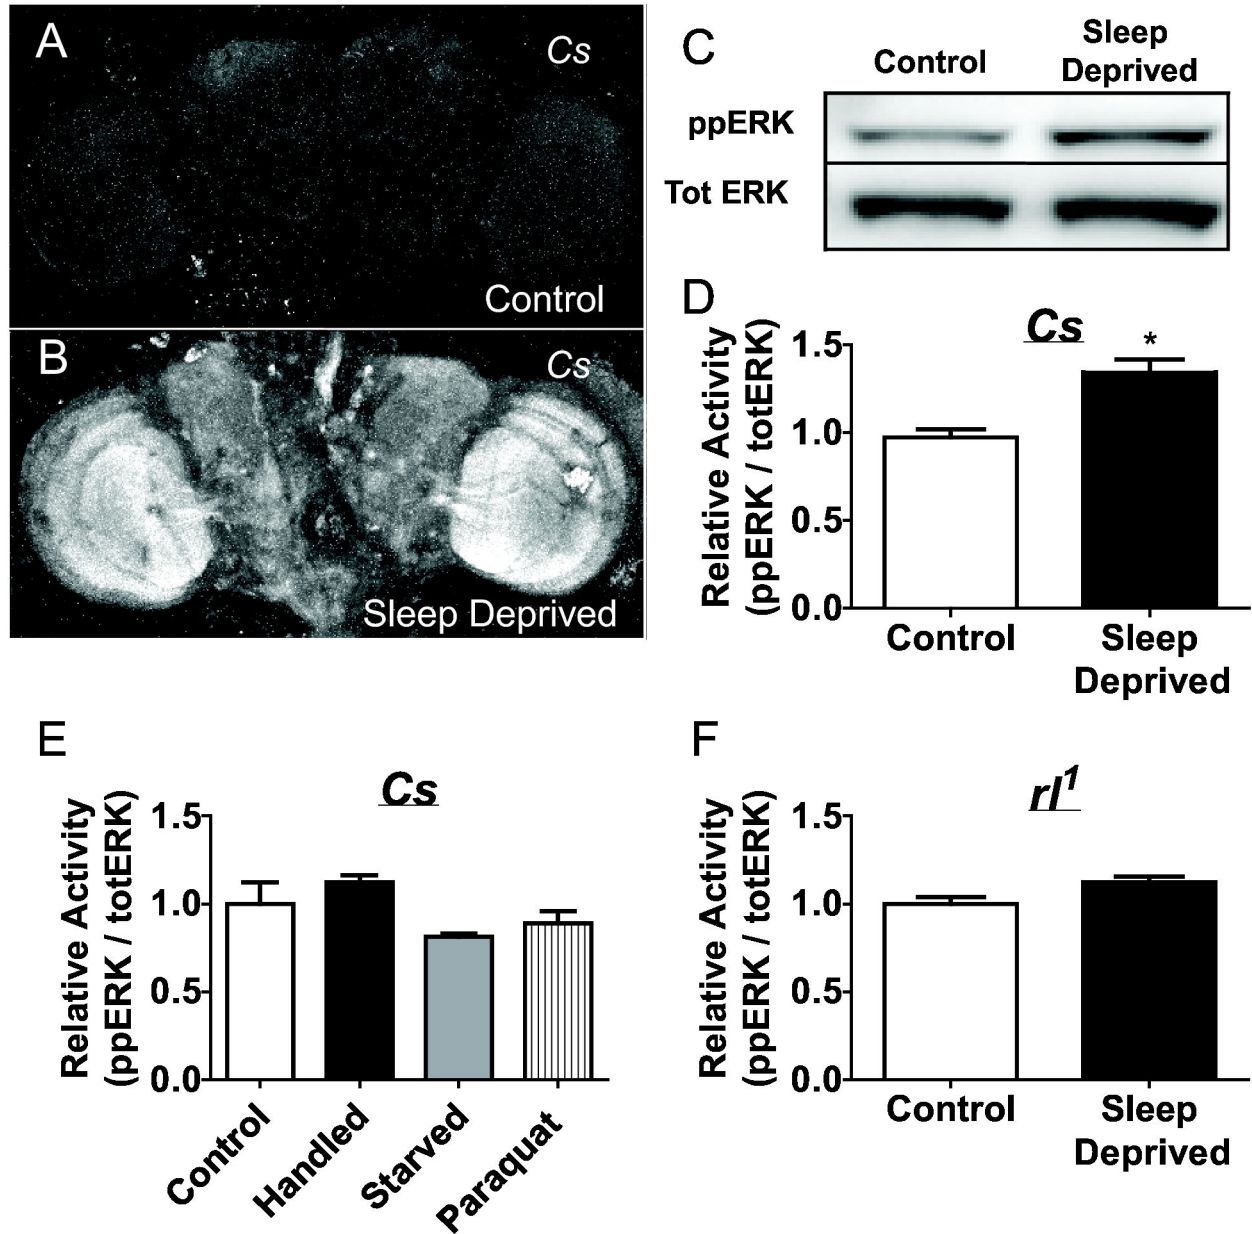 A
Cs
Control
B
Cs
Sleep Deprived
C
Control
Sleep
Deprived
ppERK
Tot ERK
D
Cs
*
Relative Activity
(ppERK / totERK)
1.5
1.0
0.5
0.0
Control
Sleep
Deprived
E
Cs
Relative Activity
(ppERK / totERK)
1.5
1.0
0.5
0.0
Control
Handled
Starved
Paraquat
F
rl¹
Relative Activity
(ppERK / totERK)
1.5
1.0
0.5
0.0
Control
Sleep
Deprived